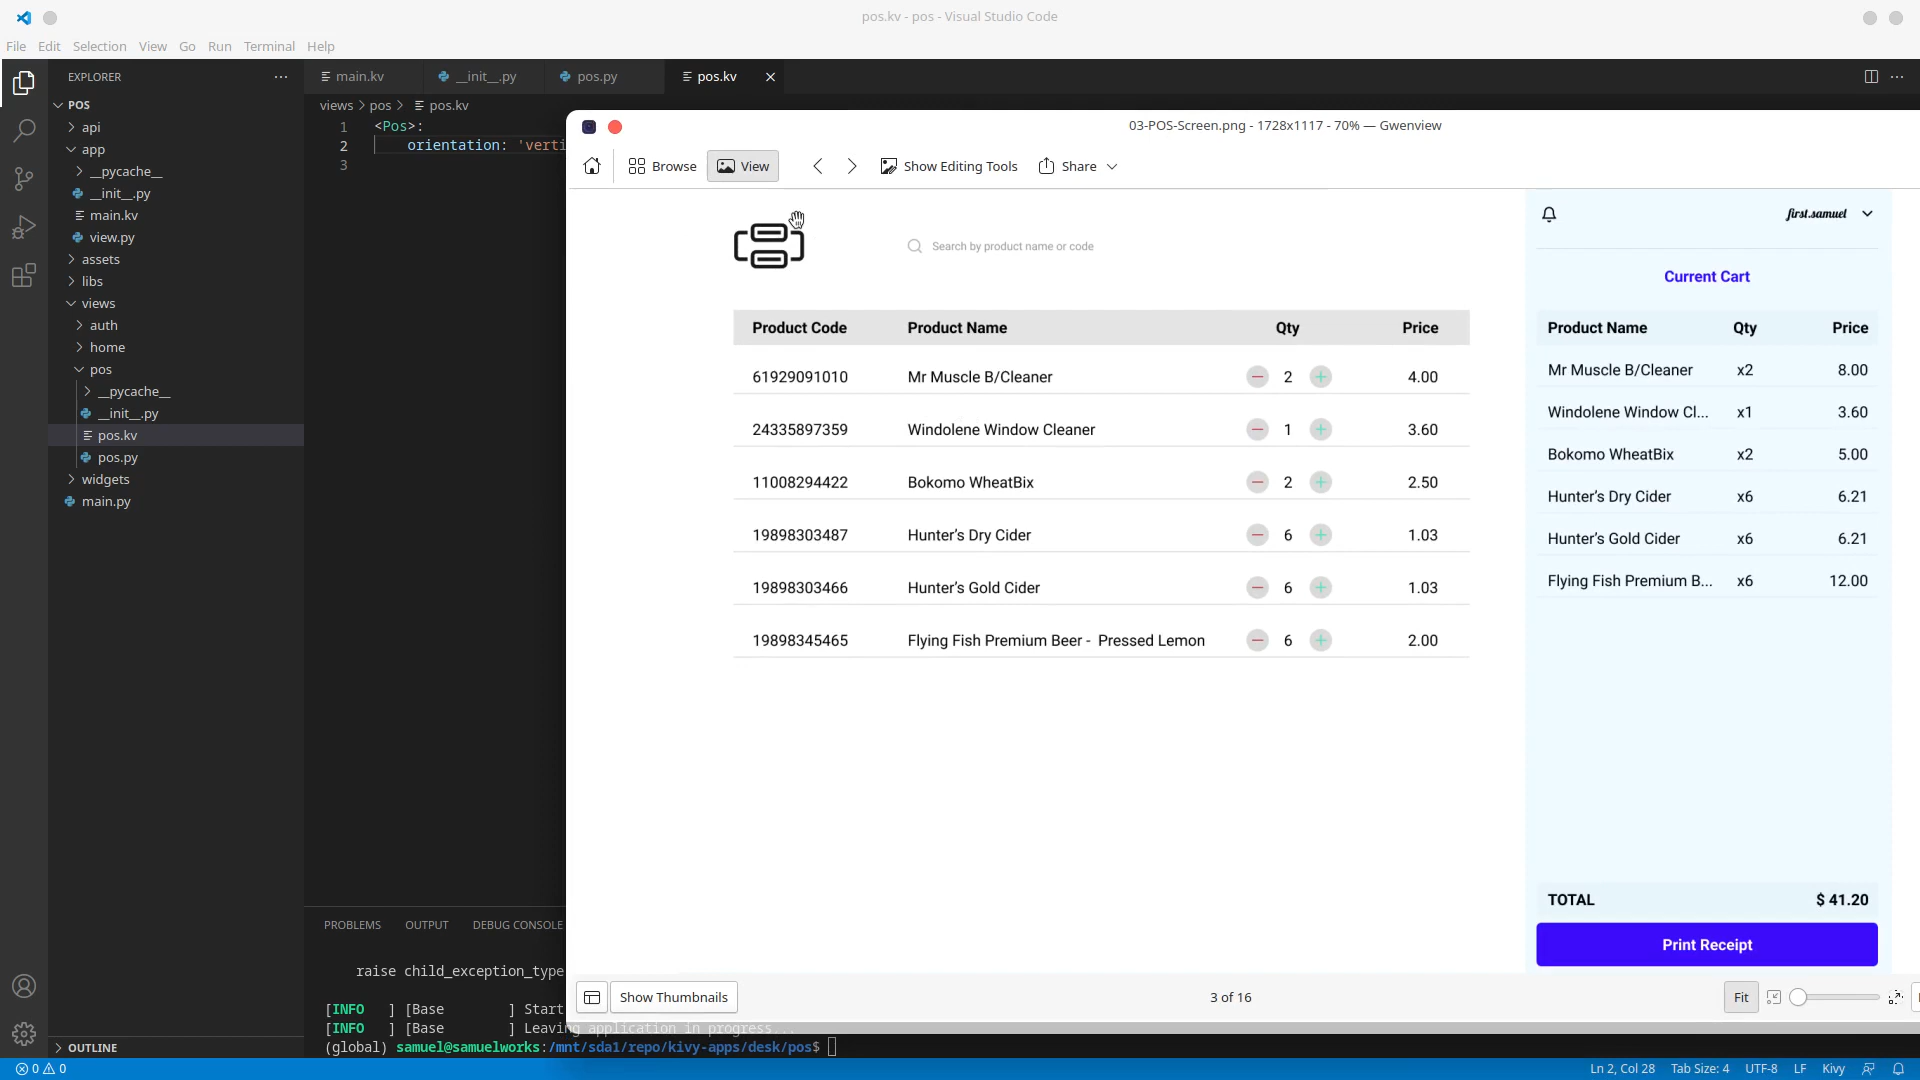 pos.kv - pos - Visual Studio Code
File Edit Selection View Go Run Terminal Help
EXPLORER
main.kv
__init__.py
pos.py
pos.kv
POS
views > pos > pos.kv
api
app
__pycache__
__init__.py
main.kv
view.py
assets
libs
views
auth
home
pos
__pycache__
__init__.py
pos.kv
pos.py
widgets
main.py
OUTLINE
1 <Pos>:
2 orientation: 'verti
3
03-POS-Screen.png - 1728x1117 - 70% — Gwenview
Browse View Show Editing Tools Share
Search by product name or code
Product Code Product Name Qty Price
61929091010 Mr Muscle B/Cleaner 2 4.00
24335897359 Windolene Window Cleaner 1 3.60
11008294422 Bokomo WheatBix 2 2.50
19898303487 Hunter's Dry Cider 6 1.03
19898303466 Hunter's Gold Cider 6 1.03
19898345465 Flying Fish Premium Beer - Pressed Lemon 6 2.00
first.samuel
Current Cart
Product Name Qty Price
Mr Muscle B/Cleaner x2 8.00
Windolene Window Cl... x1 3.60
Bokomo WheatBix x2 5.00
Hunter's Dry Cider x6 6.21
Hunter's Gold Cider x6 6.21
Flying Fish Premium B... x6 12.00
TOTAL $ 41.20
Print Receipt
Show Thumbnails 3 of 16 Fit
PROBLEMS OUTPUT DEBUG CONSOLE
raise child_exception_type
[INFO ] [Base ] Start
[INFO ] [Base ] Leaving application in progress...
(global) samuel@samuelworks:/mnt/sda1/repo/kivy-apps/desk/pos$
0 0 Ln 2, Col 28 Tab Size: 4 UTF-8 LF Kivy